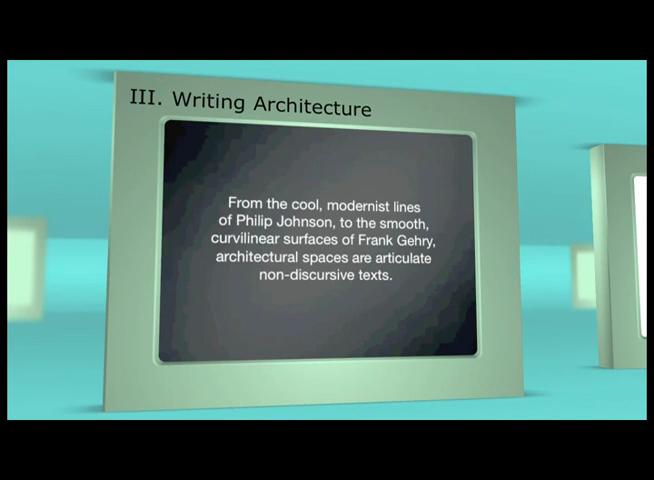 III. Writing Architecture
From the cool, modernist lines
of Philip Johnson, to the smooth,
curvilinear surfaces of Frank Gehry,
architectural spaces are articulate
non-discursive texts.